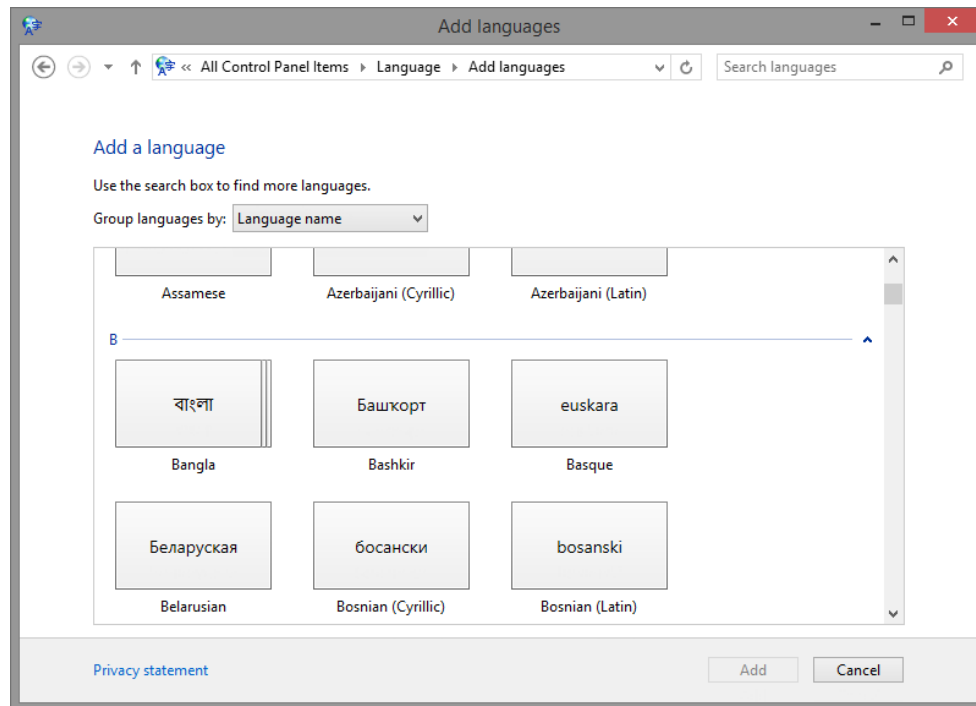 Add languages
« All Control Panel Items Language Add languages Search languages
Add a language
Use the search box to find more languages.
Group languages by: Language name
Assamese Azerbaijani (Cyrillic) Azerbaijani (Latin)
B
বাংলা Башҡорт euskara
Bangla Bashkir Basque
Беларуская босански bosanski
Belarusian Bosnian (Cyrillic) Bosnian (Latin)
Privacy statement Add Cancel